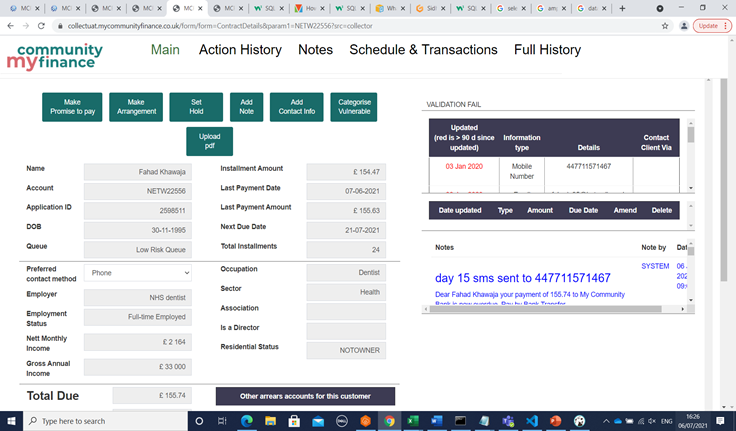 MC
MC
MC
MC
MC
SQL
Hov
SQL
SQL
Wh
Sidl
SQL
sele
amp
data
collectuat.mycommunityfinance.co.uk/form/form=ContractDetails&param1=NETW22556?src=collector
Update
community
myfinance
Main Action History Notes Schedule & Transactions Full History
Make Promise to pay
Make Arrangement
Set Hold
Add Note
Add Contact Info
Categorise Vulnerable
Upload pdf
Name Fahad Khawaja
Account NETW22556
Application ID 2598511
DOB 30-11-1995
Queue Low Risk Queue
Installment Amount £ 154.47
Last Payment Date 07-06-2021
Last Payment Amount £ 155.63
Next Due Date 21-07-2021
Total Installments 24
Preferred contact method Phone
Employer NHS dentist
Employment Status Full-time Employed
Nett Monthly Income £ 2 164
Gross Annual Income £ 33 000
Occupation Dentist
Sector Health
Association
Is a Director
Residential Status NOTOWNER
Total Due £ 155.74
Other arrears accounts for this customer
VALIDATION FAIL
Updated (red is > 90 d since updated) Information type Details Contact Client Via
03 Jan 2020 Mobile Number 447711571467
Date updated Type Amount Due Date Amend Delete
Notes Note by Dat
day 15 sms sent to 447711571467 SYSTEM 06
Dear Fahad Khawaja your payment of 155.74 to My Community
Bank is now overdue. Pay by Bank Transfer
Type here to search
ENG
16:26
06/07/2021